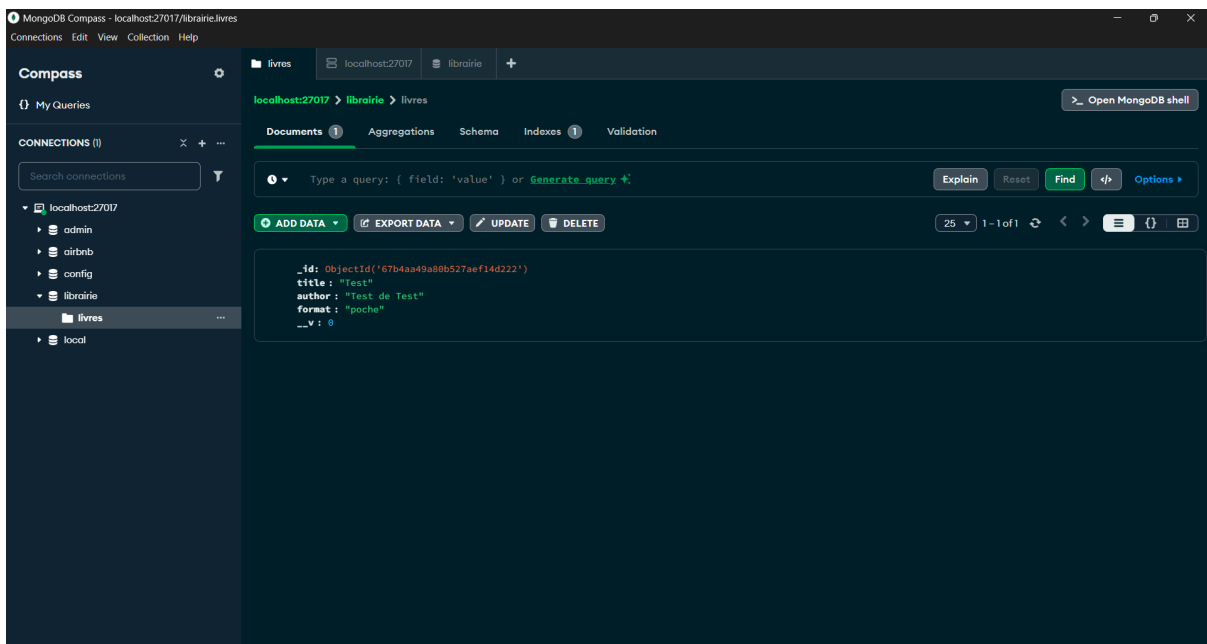 MongoDB Compass - localhost:27017/librairie.livres
Connections Edit View Collection Help
Compass
{} My Queries
CONNECTIONS (1)
Search connections
localhost:27017
admin
airbnb
config
librairie
livres
local
livres
localhost:27017
librairie
localhost:27017 > librairie > livres
>_ Open MongoDB shell
Documents 1
Aggregations
Schema
Indexes 1
Validation
Type a query: { field: 'value' } or Generate query
Explain
Reset
Find
</>
Options
ADD DATA
EXPORT DATA
UPDATE
DELETE
25
1 – 1 of 1
{}
_id: ObjectId('67b4aa49a80b527aef14d222')
title : "Test"
author : "Test de Test"
format : "poche"
__v : 0